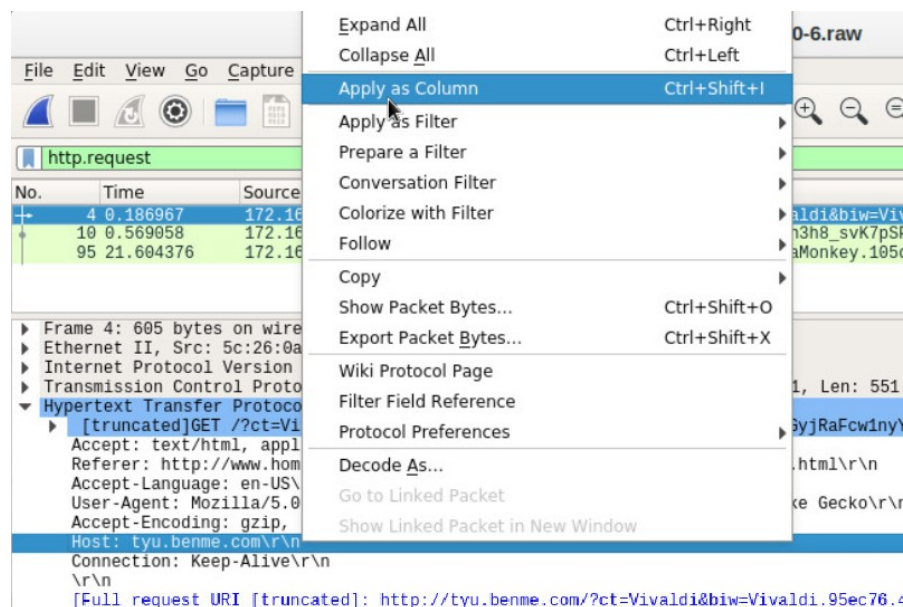 0-6.raw
File Edit View Go Capture
http.request
No. Time Source
4 0.186967 172.16 aldi&biw=Viv
10 0.569058 172.16 n3h8_svK7pS
95 21.604376 172.16 aMonkey.105
Expand All Ctrl+Right
Collapse All Ctrl+Left
Apply as Column Ctrl+Shift+I
Apply as Filter
Prepare a Filter
Conversation Filter
Colorize with Filter
Follow
Copy
Show Packet Bytes... Ctrl+Shift+O
Export Packet Bytes... Ctrl+Shift+X
Wiki Protocol Page
Filter Field Reference
Protocol Preferences
Decode As...
Go to Linked Packet
Show Linked Packet in New Window
Frame 4: 605 bytes on wire
Ethernet II, Src: 5c:26:0a
Internet Protocol Version
Transmission Control Proto 1, Len: 551
Hypertext Transfer Protoco
[truncated]GET /?ct=Vi GyjRaFcw1nyY
Accept: text/html, appl
Referer: http://www.hom .html\r\n
Accept-Language: en-US\
User-Agent: Mozilla/5.0 ke Gecko\r\n
Accept-Encoding: gzip,
Host: tyu.benme.com\r\n
Connection: Keep-Alive\r\n
\r\n
[Full request URI [truncated]: http://tyu.benme.com/?ct=Vivaldi&biw=Vivaldi.95ec76.4